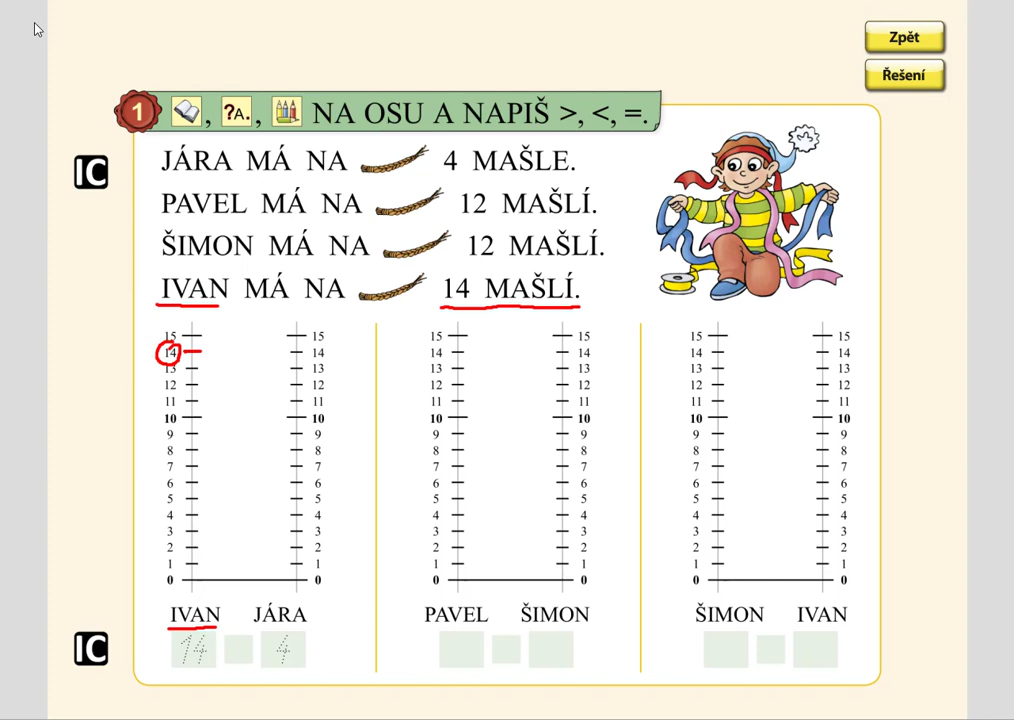 Zpět
Řešení
1 , ?A. , NA OSU A NAPIŠ >, <, =.
IC
JÁRA MÁ NA 4 MAŠLE.
PAVEL MÁ NA 12 MAŠLÍ.
ŠIMON MÁ NA 12 MAŠLÍ.
IVAN MÁ NA 14 MAŠLÍ.
15 15 15 15 15 15
14 14 14 14 14 14
13 13 13 13 13 13
12 12 12 12 12 12
11 11 11 11 11 11
10 10 10 10 10 10
9 9 9 9 9 9
8 8 8 8 8 8
7 7 7 7 7 7
6 6 6 6 6 6
5 5 5 5 5 5
4 4 4 4 4 4
3 3 3 3 3 3
2 2 2 2 2 2
1 1 1 1 1 1
0 0 0 0 0 0
IVAN JÁRA PAVEL ŠIMON ŠIMON IVAN
IC
14 4